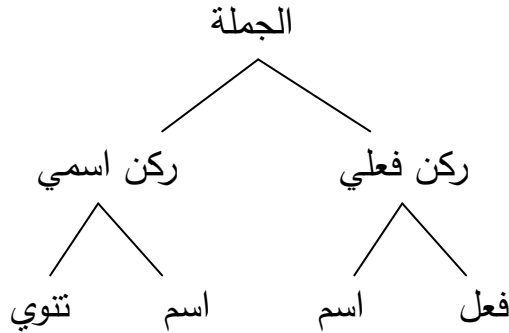 الجملة
ركن فعلي ركن اسمي
فعل اسم اسم تنوي